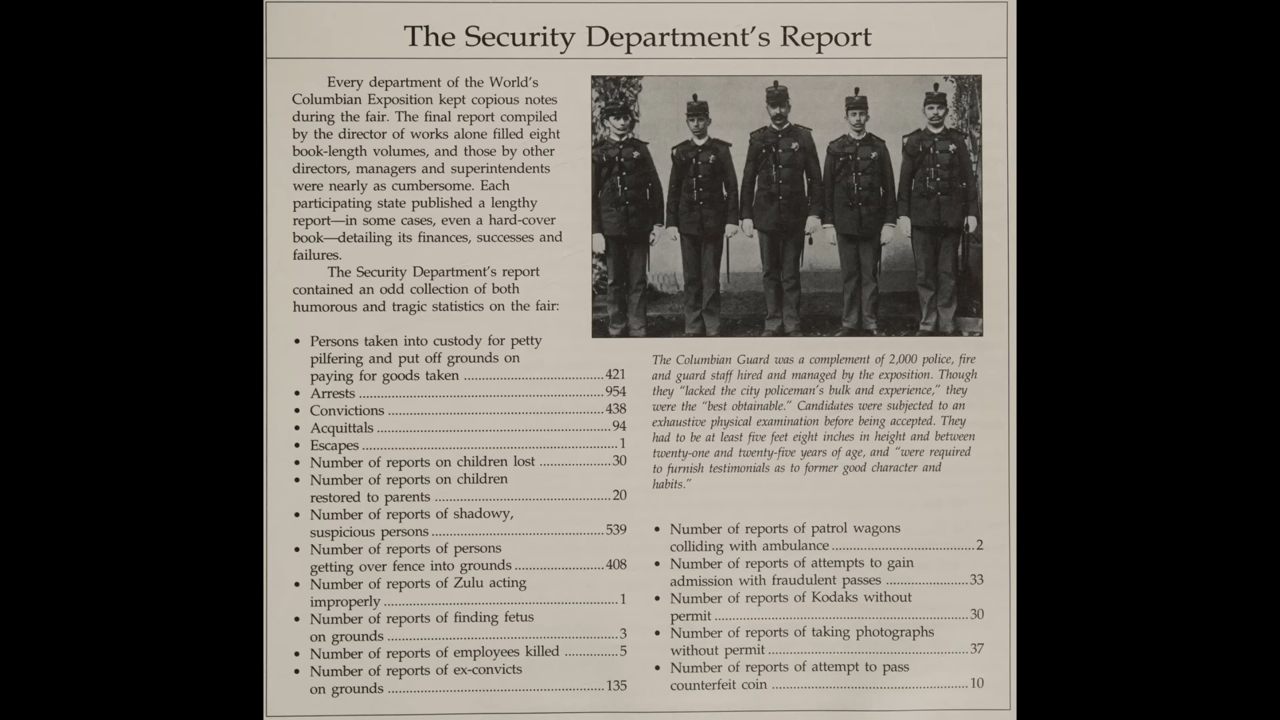 The Security Department's Report
Every department of the World's
Columbian Exposition kept copious notes
during the fair. The final report compiled
by the director of works alone filled eight
book-length volumes, and those by other
directors, managers and superintendents
were nearly as cumbersome. Each
participating state published a lengthy
report—in some cases, even a hard-cover
book—detailing its finances, successes and
failures.
The Security Department's report
contained an odd collection of both
humorous and tragic statistics on the fair:
• Persons taken into custody for petty
pilfering and put off grounds on
paying for goods taken ................................421
• Arrests ................................954
• Convictions ................................438
• Acquittals ................................94
• Escapes ................................1
• Number of reports on children lost ................30
• Number of reports on children
restored to parents ................................20
• Number of reports of shadowy,
suspicious persons ................................539
• Number of reports of persons
getting over fence into grounds ................408
• Number of reports of Zulu acting
improperly ................................1
• Number of reports of finding fetus
on grounds ................................3
• Number of reports of employees killed .............5
• Number of reports of ex-convicts
on grounds ................................135
The Columbian Guard was a complement of 2,000 police, fire
and guard staff hired and managed by the exposition. Though
they "lacked the city policeman's bulk and experience," they
were the "best obtainable." Candidates were subjected to an
exhaustive physical examination before being accepted. They
had to be at least five feet eight inches in height and between
twenty-one and twenty-five years of age, and "were required
to furnish testimonials as to former good character and
habits."
• Number of reports of patrol wagons
colliding with ambulance ................................2
• Number of reports of attempts to gain
admission with fraudulent passes ................33
• Number of reports of Kodaks without
permit ................................30
• Number of reports of taking photographs
without permit ................................37
• Number of reports of attempt to pass
counterfeit coin ................................10